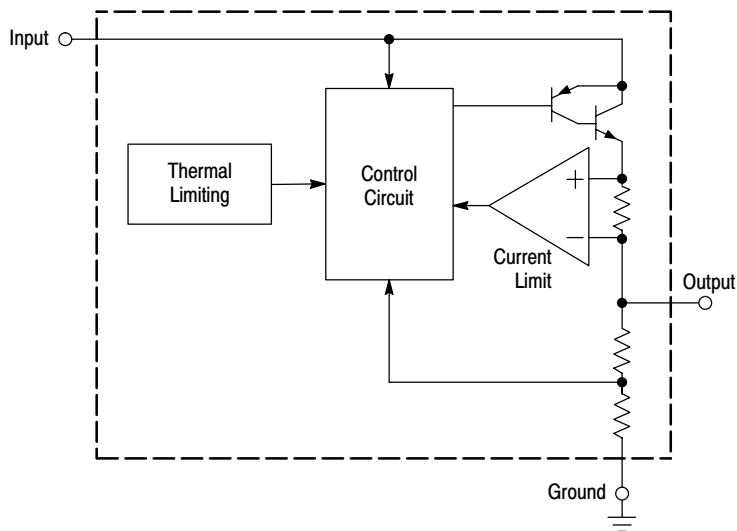 Input
Thermal
Limiting
Control
Circuit
+
−
Current
Limit
Output
Ground